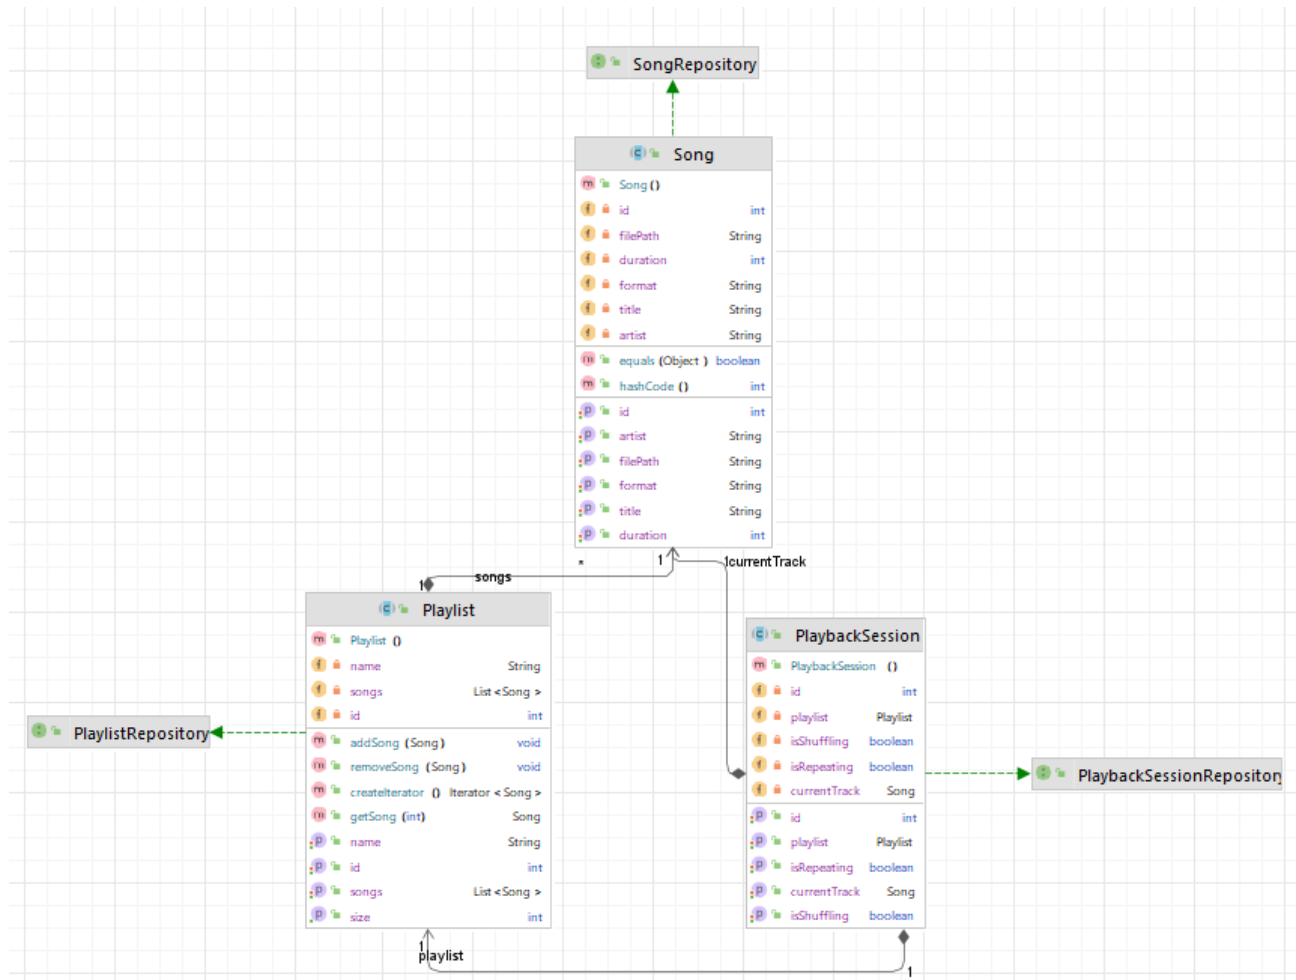 SongRepository
Song
Song ()
id int
filePath String
duration int
format String
title String
artist String
equals (Object ) boolean
hashCode () int
id int
artist String
filePath String
format String
title String
duration int
* 1 1 currentTrack
songs
1
Playlist
Playlist ()
name String
songs List <Song >
id int
addSong (Song) void
removeSong (Song) void
createIterator () Iterator < Song >
getSong (int) Song
name String
id int
songs List <Song >
size int
PlaybackSession
PlaybackSession ()
id int
playlist Playlist
isShuffling boolean
isRepeating boolean
currentTrack Song
id int
playlist Playlist
isRepeating boolean
currentTrack Song
isShuffling boolean
PlaylistRepository
PlaybackSessionRepository
1
playlist
1